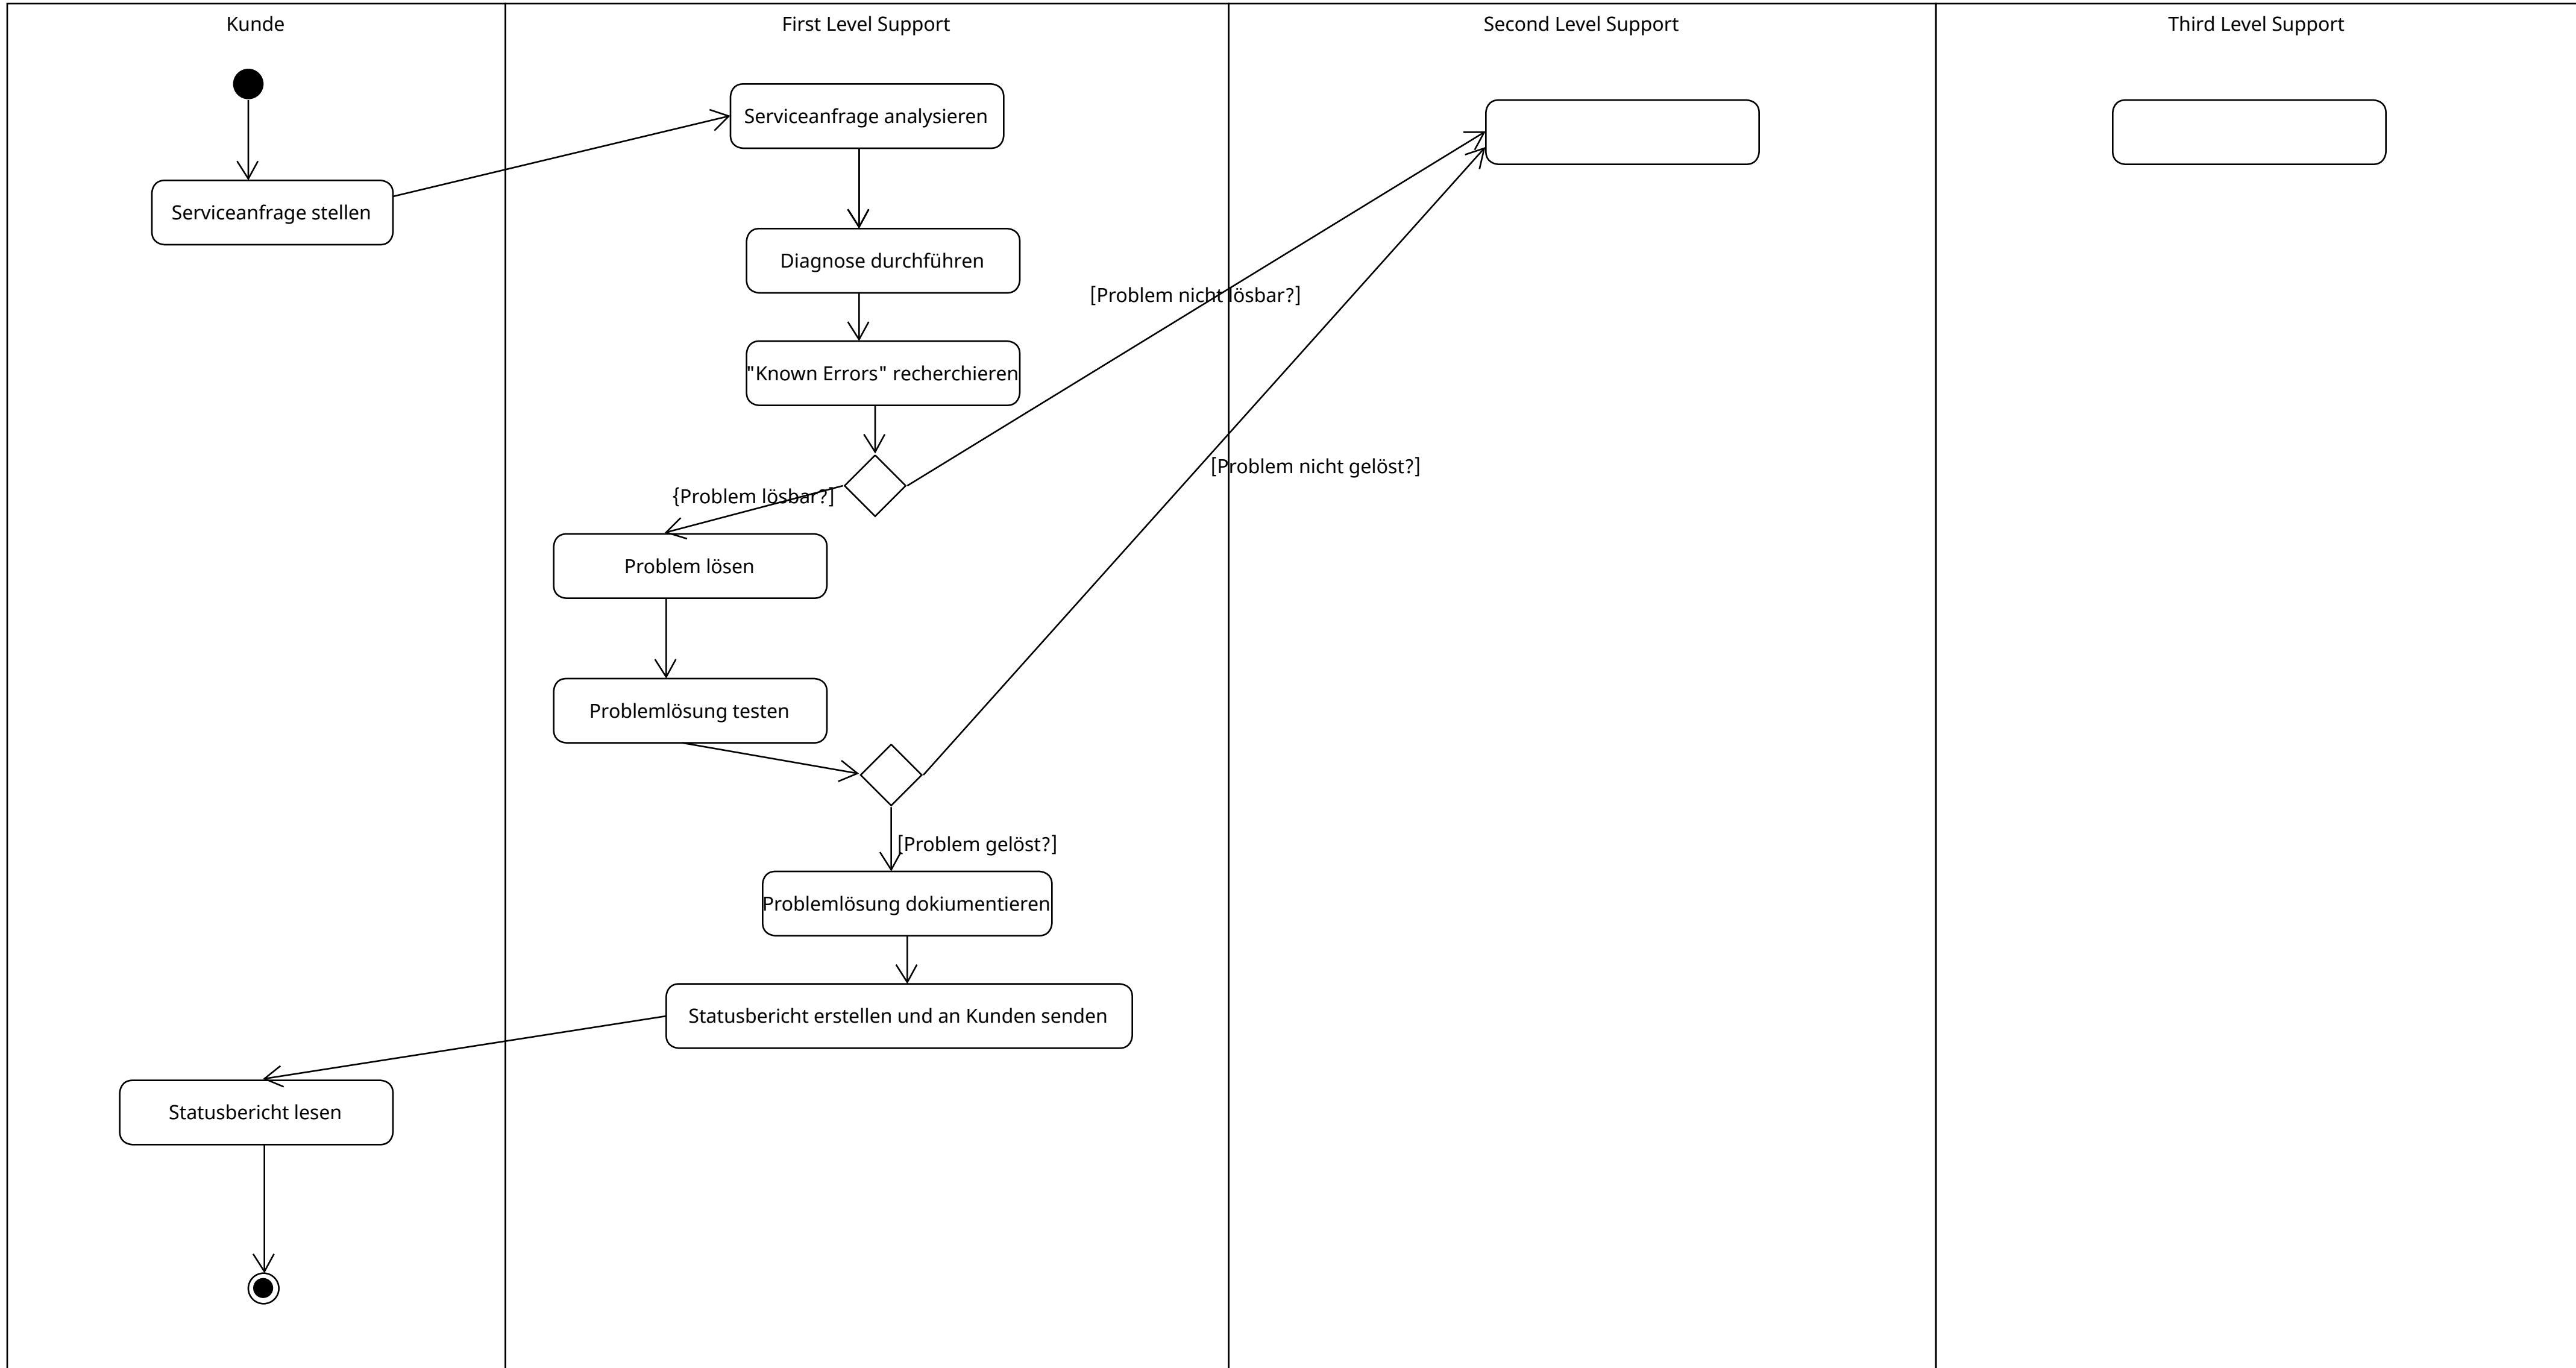 Kunde
First Level Support
Second Level Support
Third Level Support
Serviceanfrage analysieren
Serviceanfrage stellen
Diagnose durchführen
[Problem nicht lösbar?]
"Known Errors" recherchieren
[Problem nicht gelöst?]
{Problem lösbar?]
Problem lösen
Problemlösung testen
[Problem gelöst?]
Problemlösung dokiumentieren
Statusbericht erstellen und an Kunden senden
Statusbericht lesen